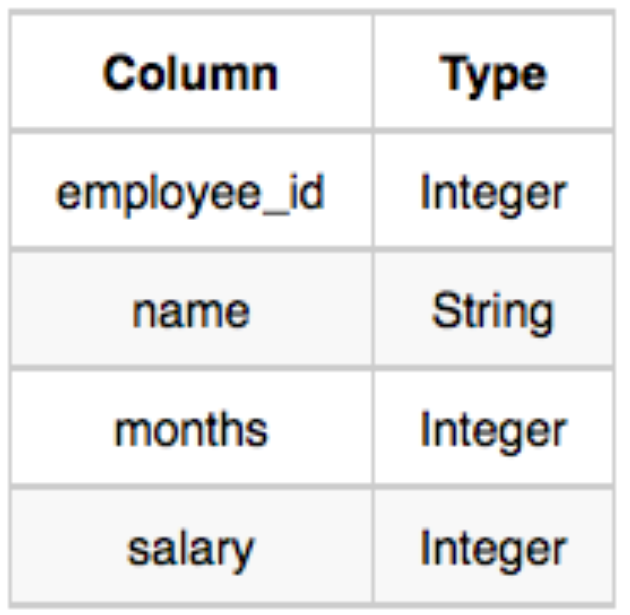 Column Type
employee_id Integer
name String
months Integer
salary Integer